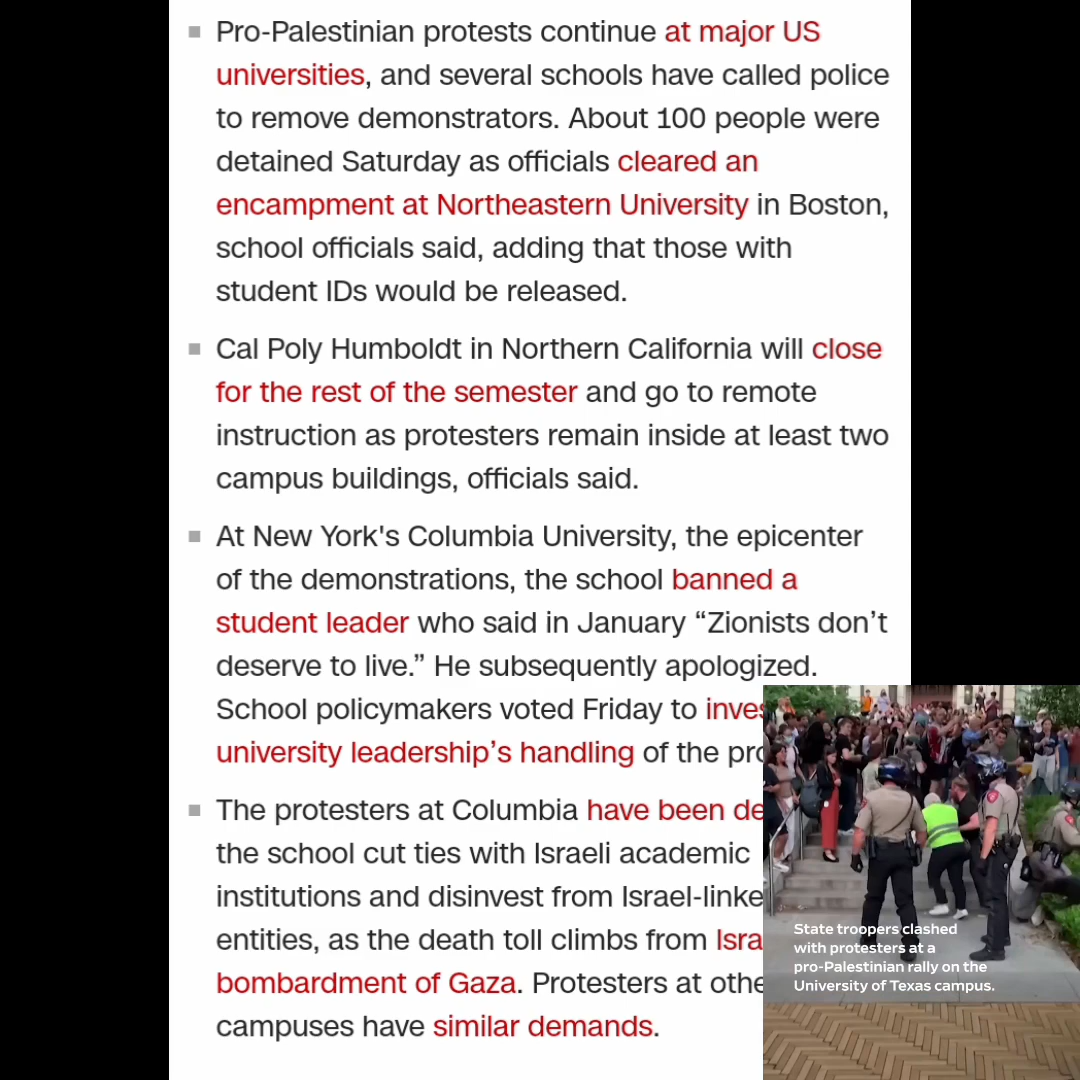 Pro-Palestinian protests continue at major US
universities, and several schools have called police
to remove demonstrators. About 100 people were
detained Saturday as officials cleared an
encampment at Northeastern University in Boston,
school officials said, adding that those with
student IDs would be released.
Cal Poly Humboldt in Northern California will close
for the rest of the semester and go to remote
instruction as protesters remain inside at least two
campus buildings, officials said.
At New York's Columbia University, the epicenter
of the demonstrations, the school banned a
student leader who said in January “Zionists don’t
deserve to live.” He subsequently apologized.
School policymakers voted Friday to
university leadership’s handling of the
The protesters at Columbia have been
the school cut ties with Israeli academic
institutions and disinvest from
entities, as the death toll climbs from
bombardment of Gaza. Protesters at
campuses have similar demands.
State troopers clashed
with protesters at a
pro-Palestinian rally on the
University of Texas campus.